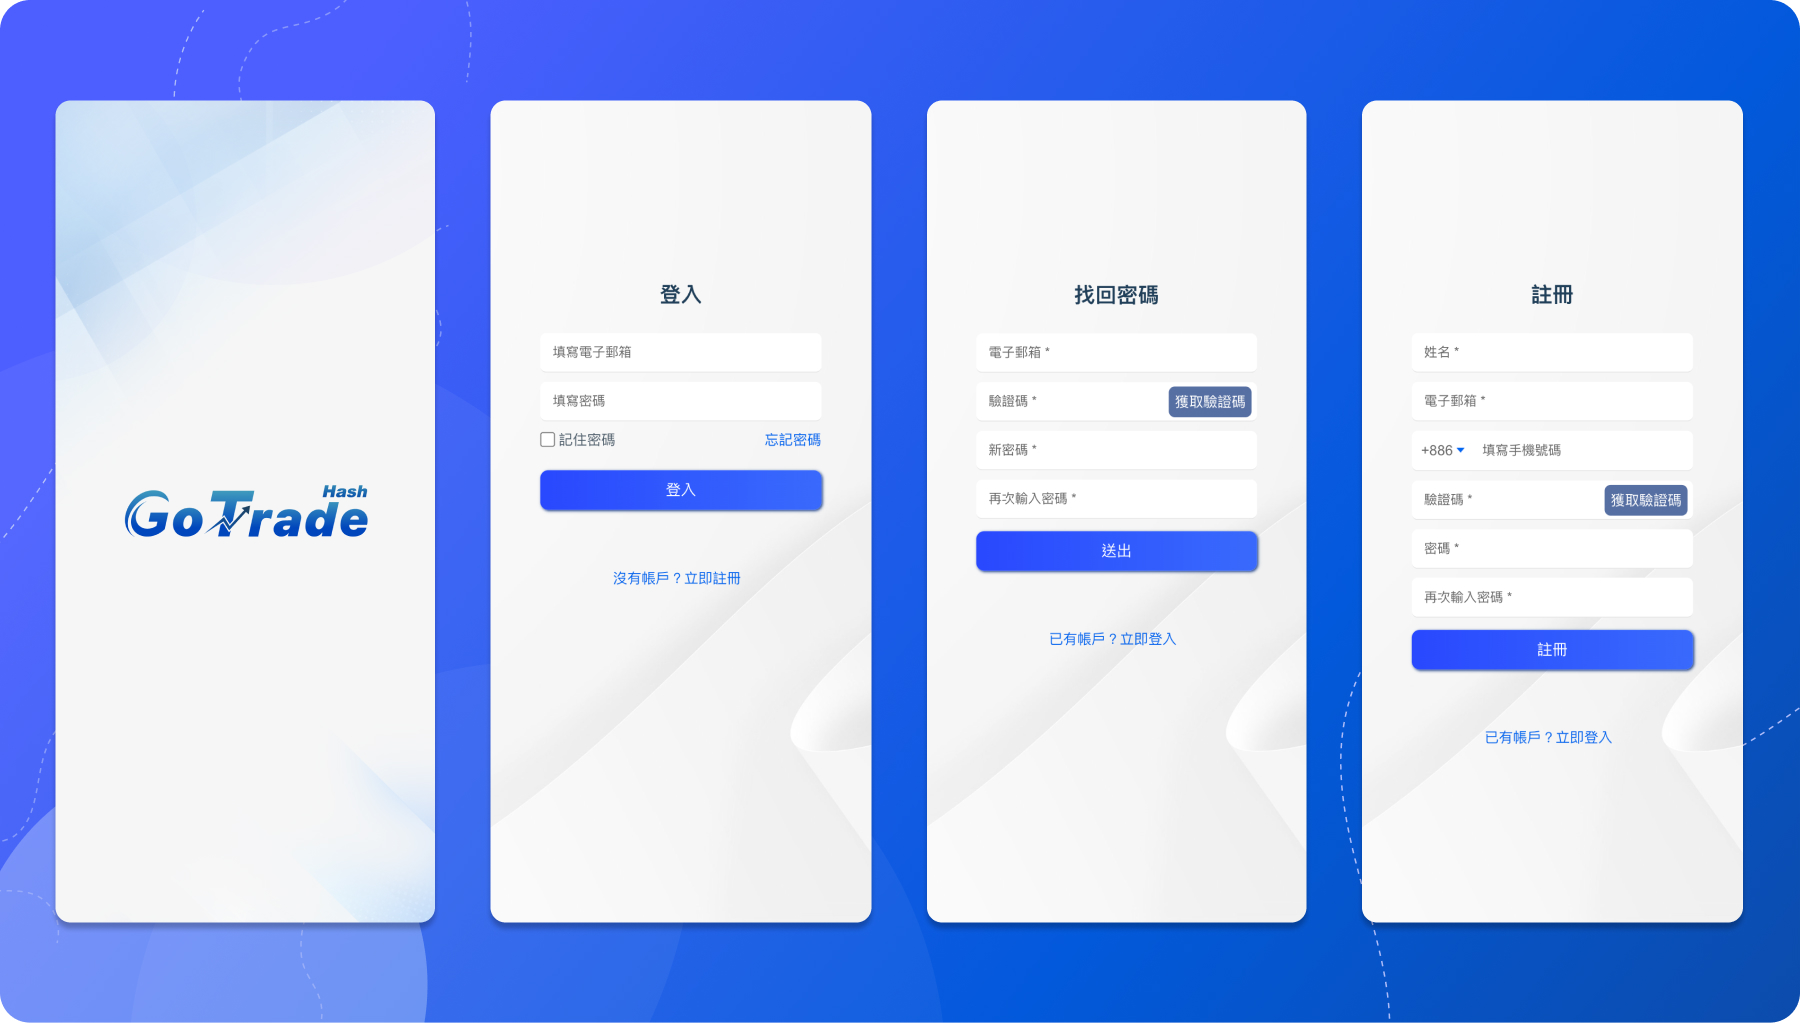 GoTrade Hash
登入
填寫電子郵箱
填寫密碼
記住密碼
忘記密碼
登入
沒有帳戶？立即註冊
找回密碼
電子郵箱 *
驗證碼 *
獲取驗證碼
新密碼 *
再次輸入密碼 *
送出
已有帳戶？立即登入
註冊
姓名 *
電子郵箱 *
+886 填寫手機號碼
驗證碼 *
獲取驗證碼
密碼 *
再次輸入密碼 *
註冊
已有帳戶？立即登入